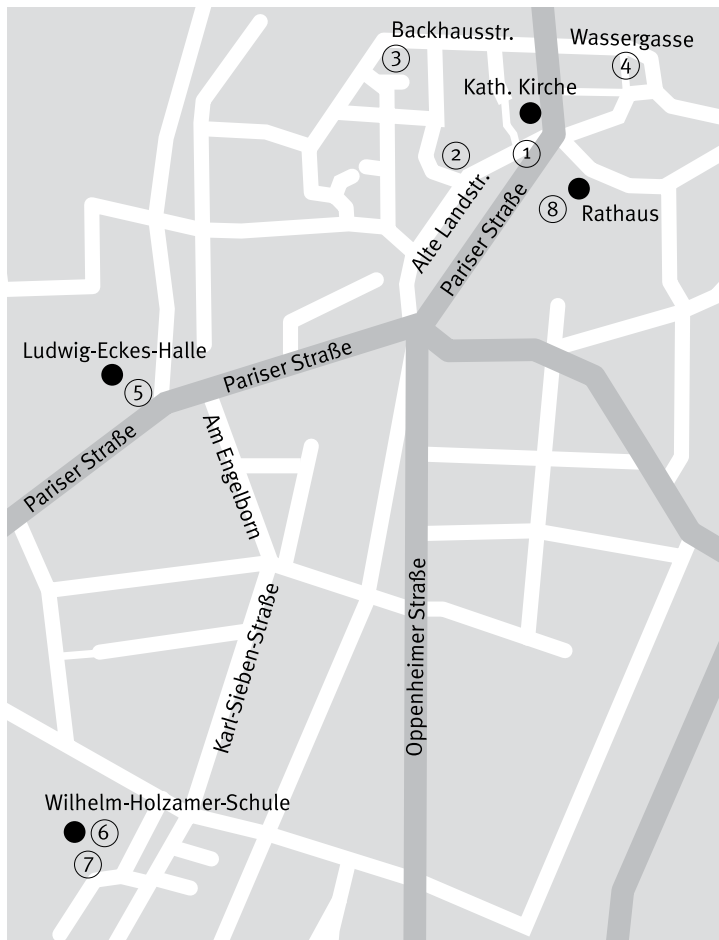 Backhausstr.
Wassergasse
3
4
Kath. Kirche
2
1
Alte Landstr.
Pariser Straße
8
Rathaus
Ludwig-Eckes-Halle
5
Pariser Straße
Pariser Straße
Am Engelborn
Oppenheimer Straße
Karl-Sieben-Straße
Wilhelm-Holzamer-Schule
6
7